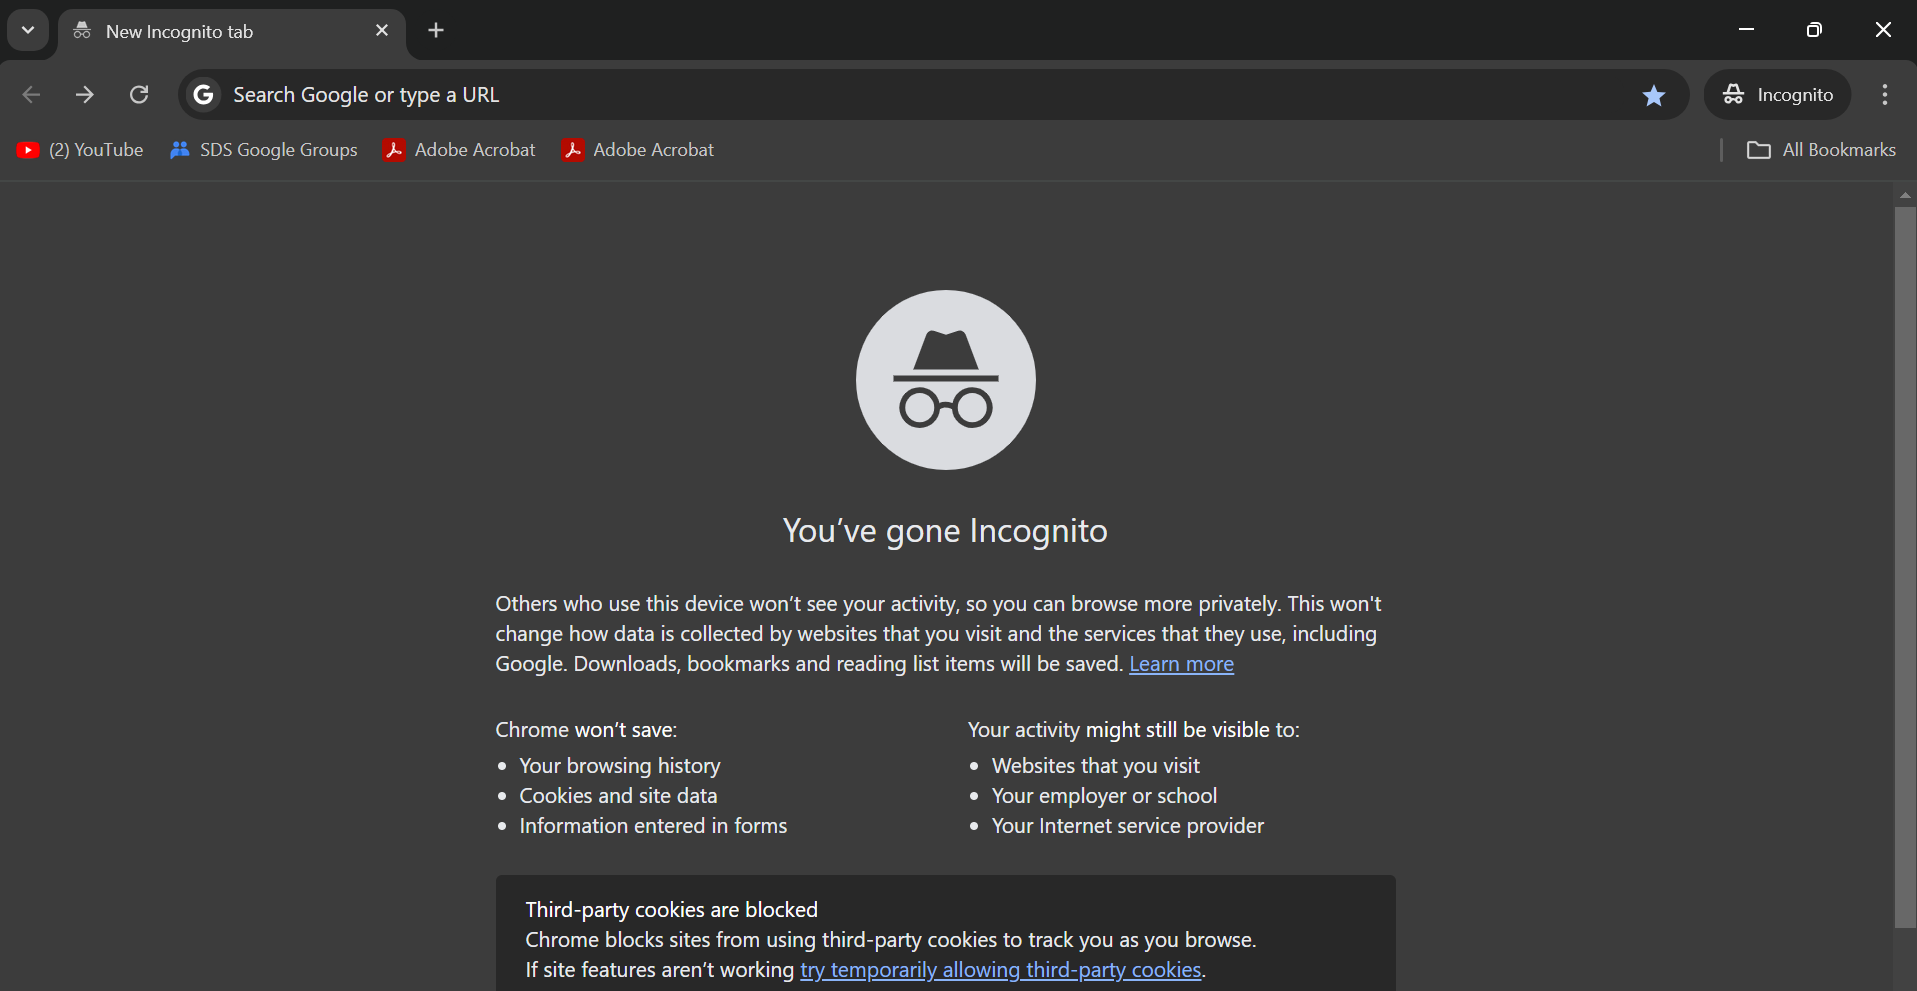 New Incognito tab
Search Google or type a URL
Incognito
(2) YouTube
SDS Google Groups
Adobe Acrobat
Adobe Acrobat
All Bookmarks
You've gone Incognito
Others who use this device won't see your activity, so you can browse more privately. This won't
change how data is collected by websites that you visit and the services that they use, including
Google. Downloads, bookmarks and reading list items will be saved. Learn more
Chrome won't save:
Your browsing history
Cookies and site data
Information entered in forms
Your activity might still be visible to:
Websites that you visit
Your employer or school
Your Internet service provider
Third-party cookies are blocked
Chrome blocks sites from using third-party cookies to track you as you browse.
If site features aren't working try temporarily allowing third-party cookies.